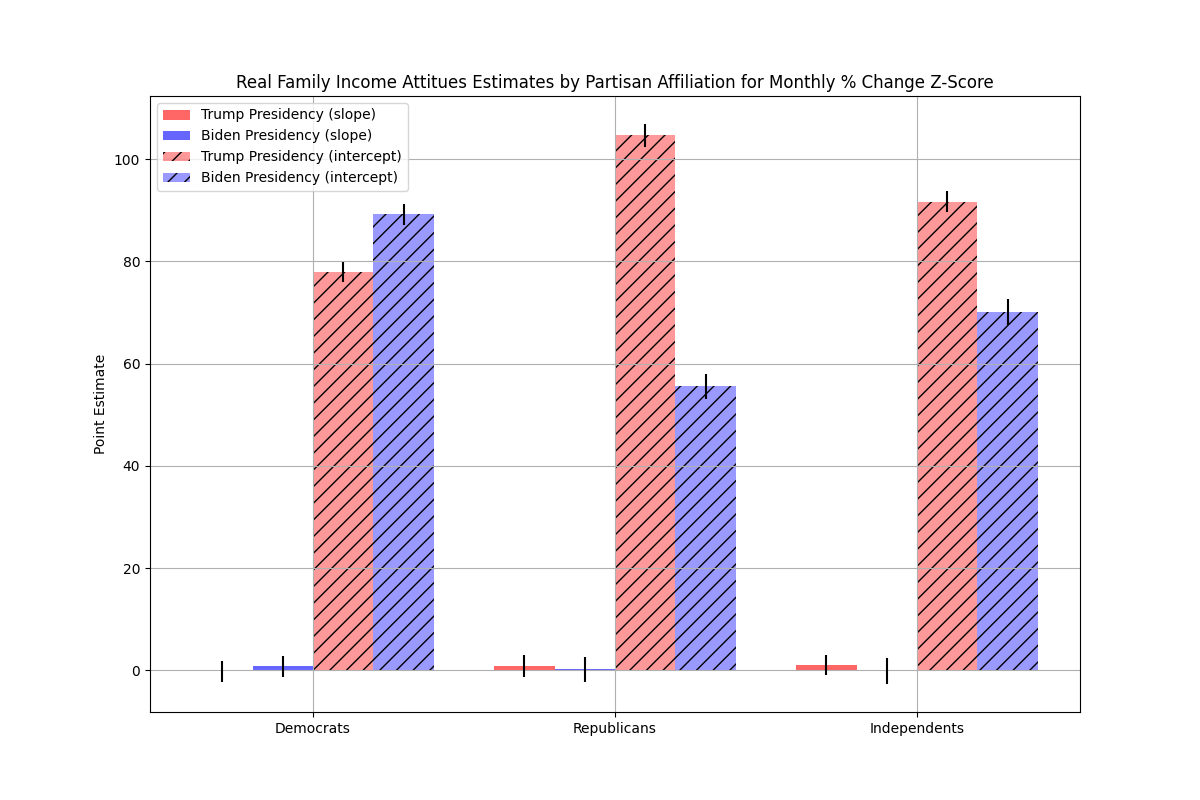 Real Family Income Attitues Estimates by Partisan Affiliation for Monthly % Change Z-Score
Trump Presidency (slope)
Biden Presidency (slope)
Trump Presidency (intercept)
Biden Presidency (intercept)
Point Estimate
100
80
60
40
20
0
Democrats
Republicans
Independents